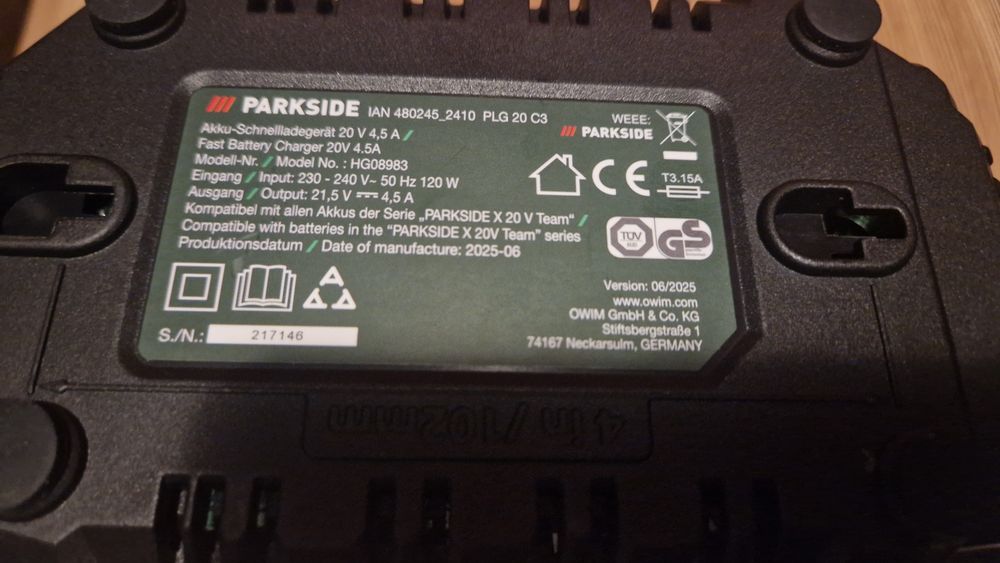 PARKSIDE IAN 480245_2410 PLG 20 C3
Akku-Schnellladegerät 20 V 4,5 A /
Fast Battery Charger 20V 4.5A
Modell-Nr. / Model No. : HG08983
Eingang / Input: 230 - 240 V~ 50 Hz 120 W
Ausgang / Output: 21,5 V ⎓ 4,5 A
Kompatibel mit allen Akkus der Serie „PARKSIDE X 20 V Team“ /
Compatible with batteries in the “PARKSIDE X 20V Team” series
Produktionsdatum / Date of manufacture: 2025-06
S./N.: 217146
WEEE:
PARKSIDE
CE
T3.15A
TÜV
GS
Version: 06/2025
www.owim.com
OWIM GmbH & Co. KG
Stiftsbergstraße 1
74167 Neckarsulm, GERMANY
4 in /102mm